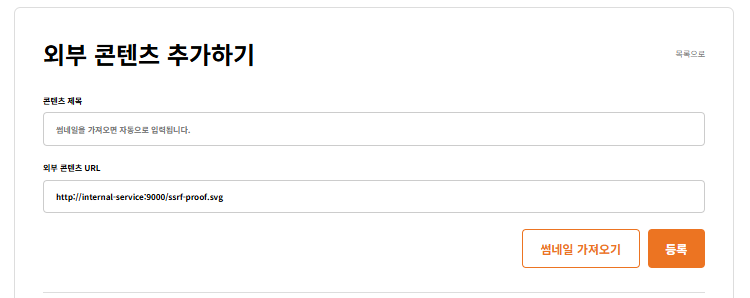 외부 콘텐츠 추가하기
목록으로
콘텐츠 제목
썸네일을 가져오면 자동으로 입력됩니다.
외부 콘텐츠 URL
http://internal-service:9000/ssrf-proof.svg
썸네일 가져오기
등록